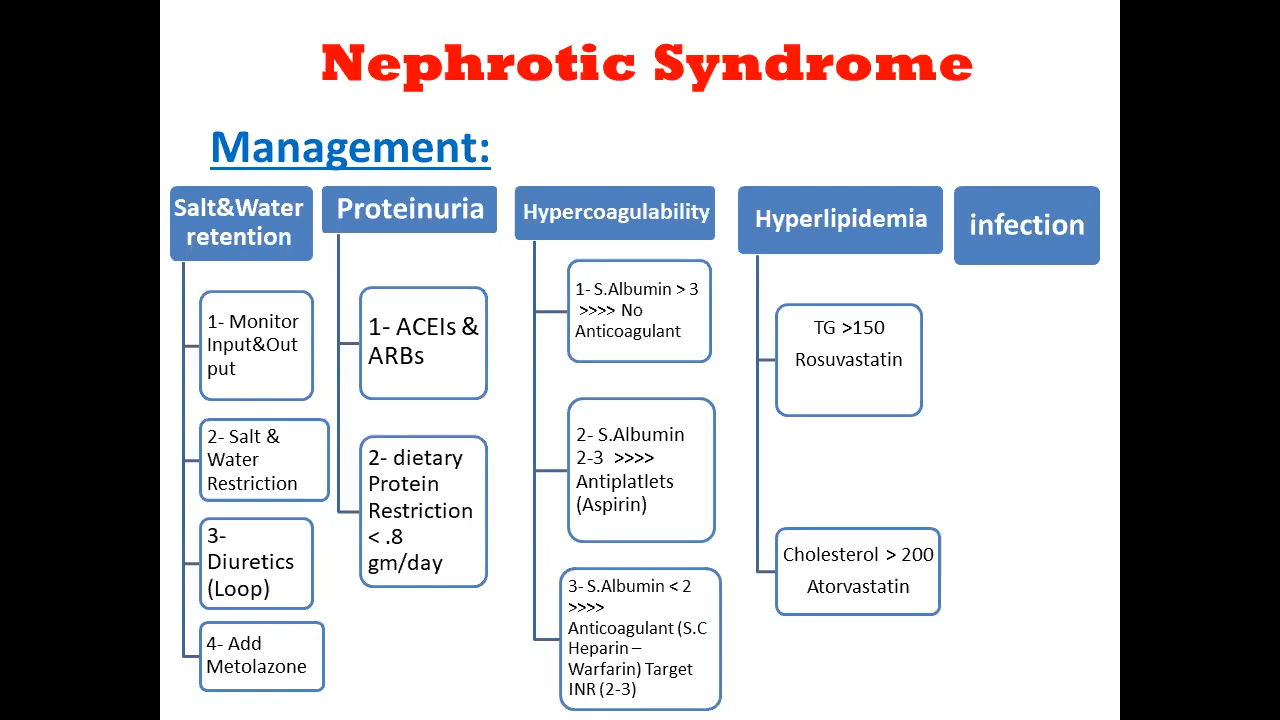 Nephrotic Syndrome
Management:
Salt&Water
retention
1- Monitor
Input&Out
put
2- Salt &
Water
Restriction
3-
Diuretics
(Loop)
4- Add
Metolazone
Proteinuria
1- ACEIs &
ARBs
2- dietary
Protein
Restriction
< .8
gm/day
Hypercoagulability
1- S.Albumin > 3
>>>> No
Anticoagulant
2- S.Albumin
2-3 >>>>
Antiplatlets
(Aspirin)
3- S.Albumin < 2
>>>>
Anticoagulant (S.C
Heparin –
Warfarin) Target
INR (2-3)
Hyperlipidemia
TG >150
Rosuvastatin
Cholesterol > 200
Atorvastatin
infection